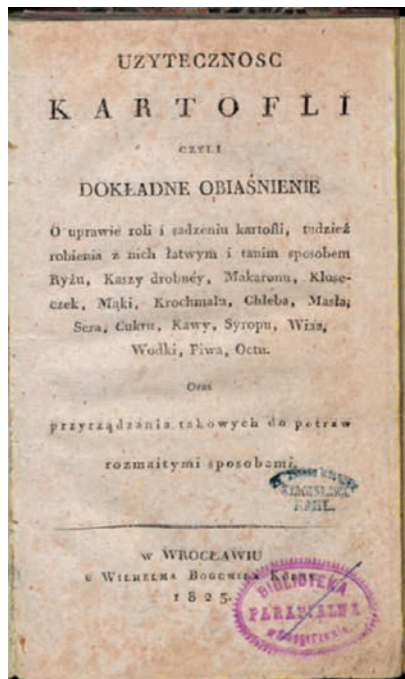 UZYTECZNOSC
KARTOFLI
CZYLI
DOKŁADNE OBIAŚNIENIE
O uprawie roli i sadzeniu kartofli, tudzież
robienia z nich łatwym i tanim sposobem
Ryżu, Kaszy drobnéy, Makaronu, Klusec-
czek, Mąki, Krochmalu, Chleba, Masła,
Sera, Cukru, Kawy, Syropu, Wina,
Wodki, Piwa, Octu.
Oraz
przyrządzania takowych do potraw
rozmaitymi sposobami.
w WROCŁAWIU
u WILHELMA BOGUMIŁA
1825.
BIBLIOTEKA
PARAFIALNA